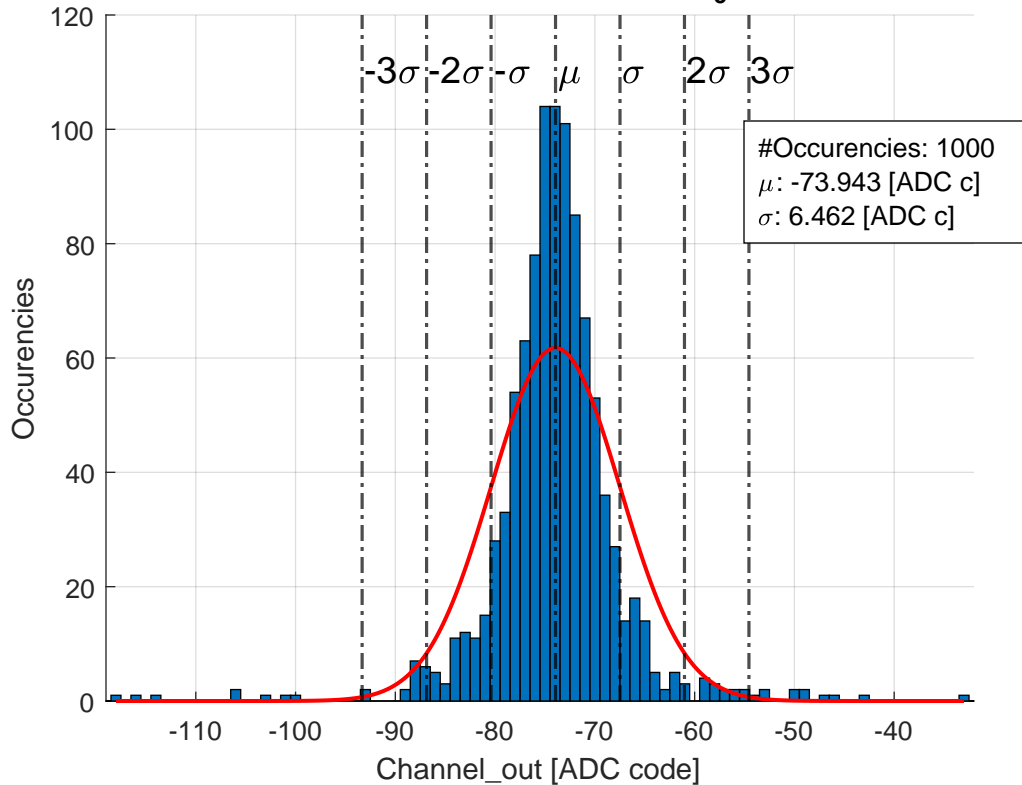 120
100
80
60
40
20
0
-3σ -2σ -σ μ σ 2σ 3σ
#Occurencies: 1000
μ: -73.943 [ADC c]
σ: 6.462 [ADC c]
Occurencies
-110 -100 -90 -80 -70 -60 -50 -40
Channel_out [ADC code]